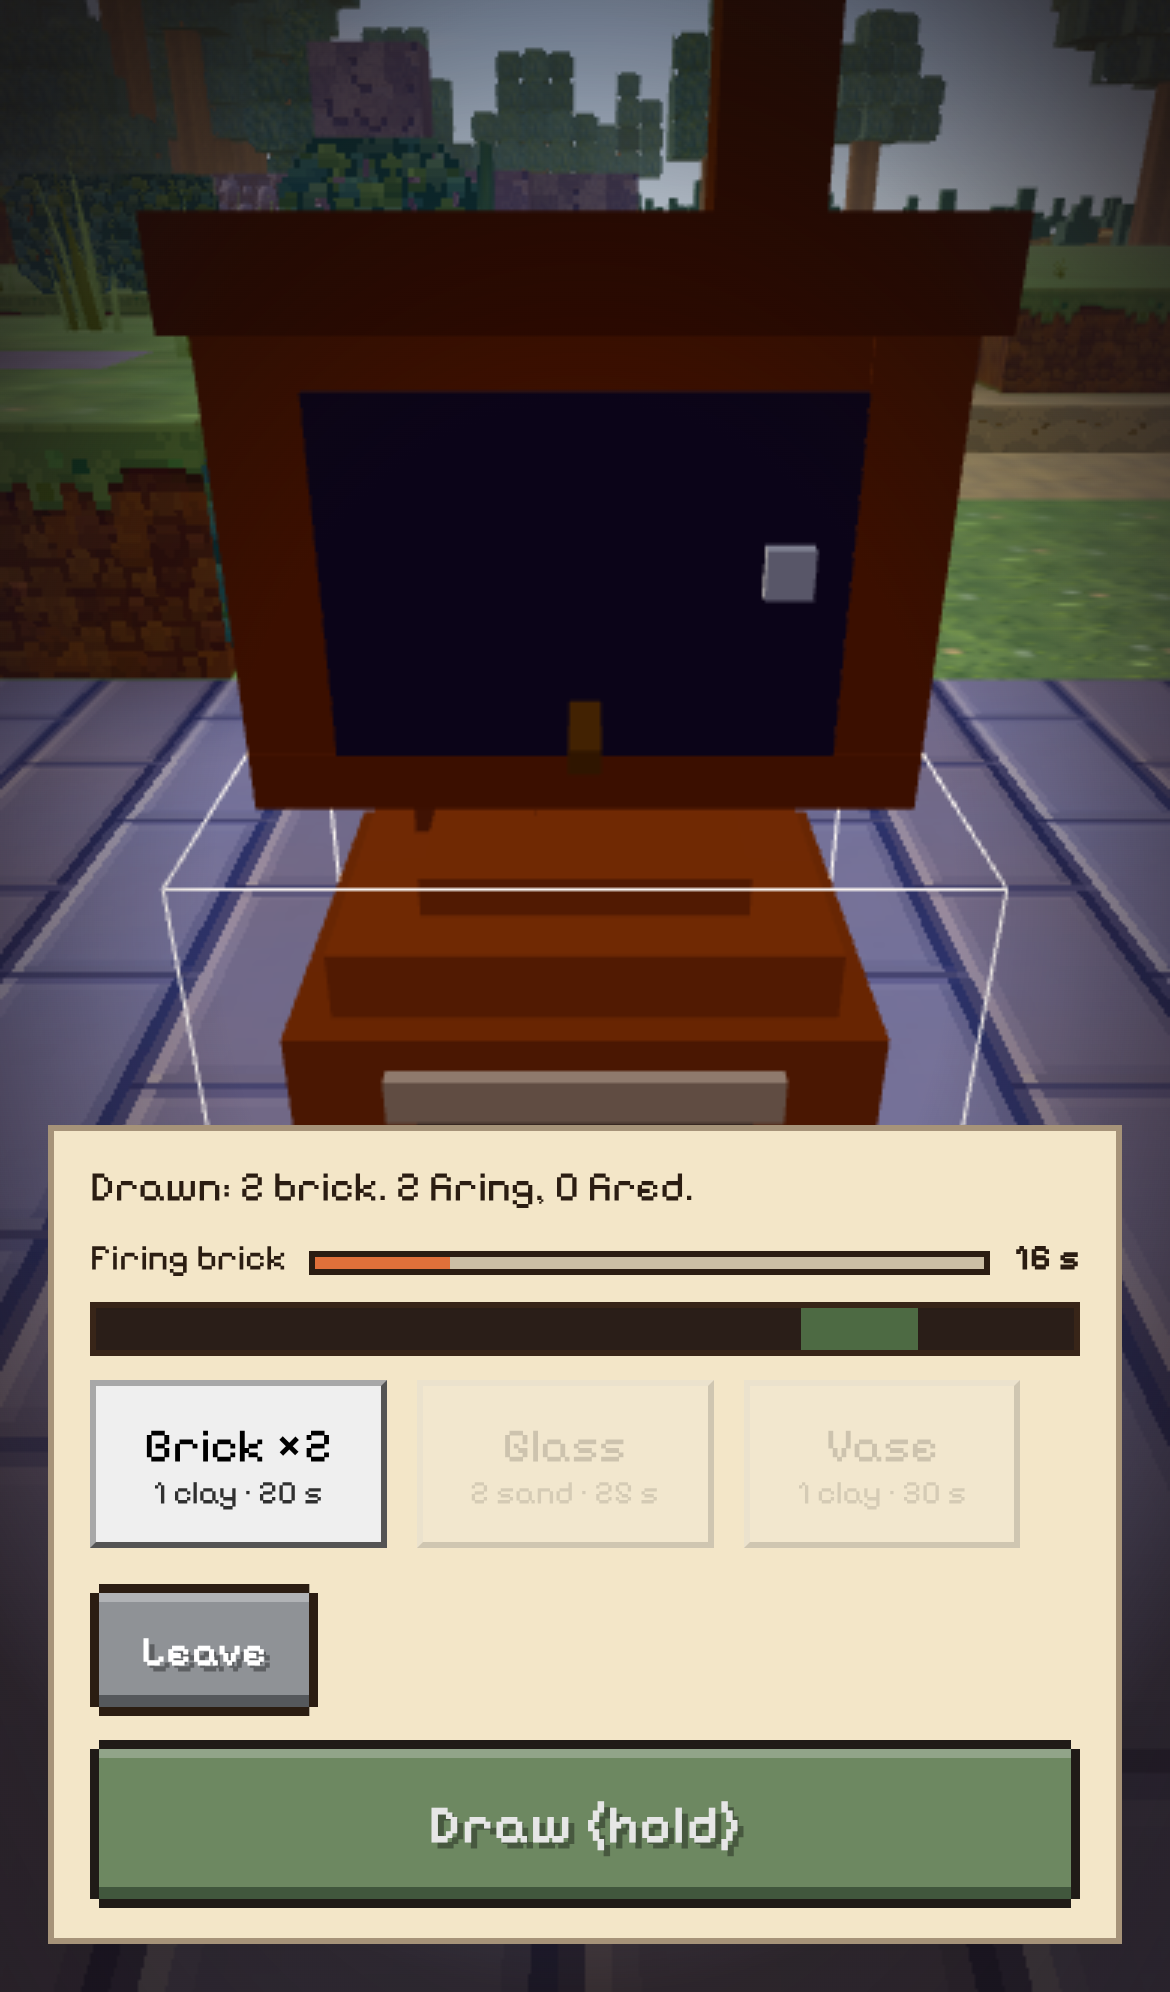 Drawn: 2 brick. 2 firing, 0 fired.
Firing brick 16 s
Brick ×2
1 clay · 20 s
Glass
2 sand · 25 s
Vase
1 clay · 30 s
Leave
Draw (hold)